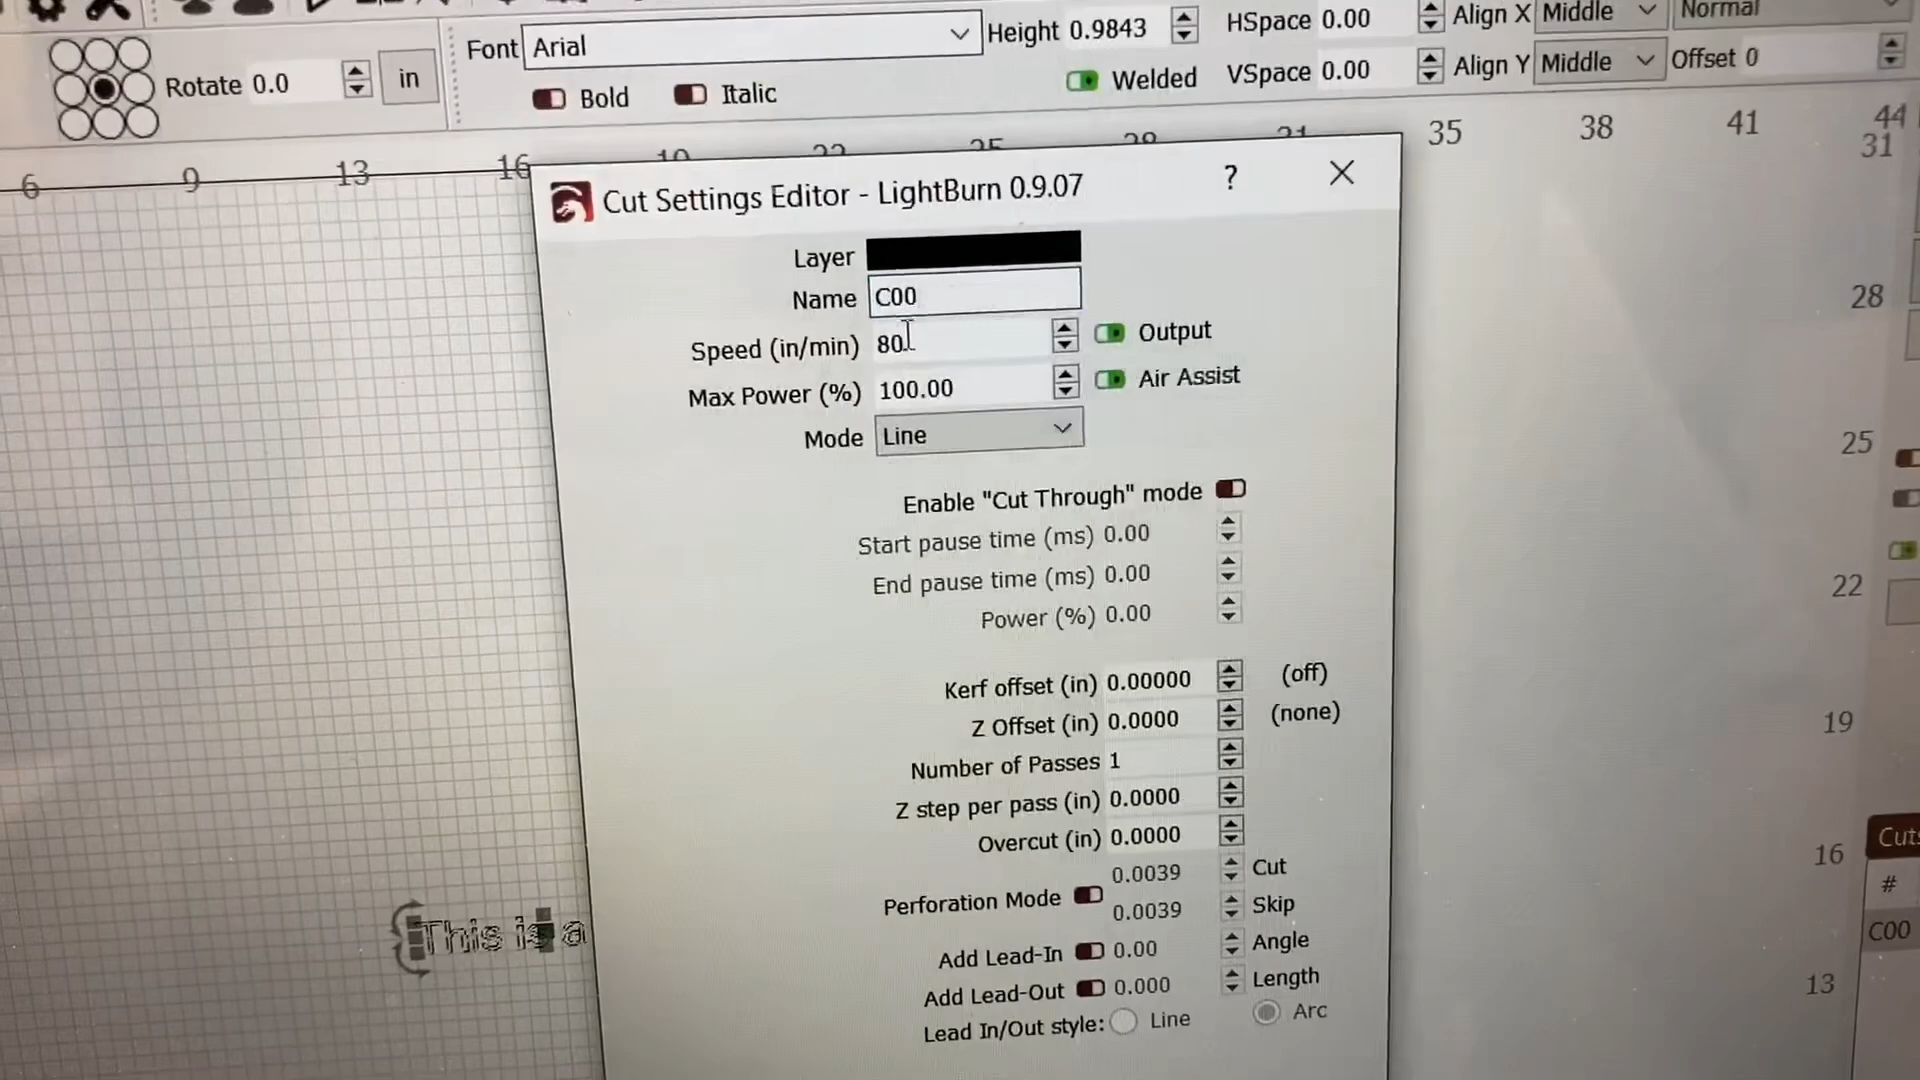 Font Arial Height 0.9843 HSpace 0.00 Align X Middle Normal
Rotate 0.0 in Bold Italic Welded VSpace 0.00 Align Y Middle Offset 0
6 9 13 16 35 38 41 44
31
28
25
22
19
16
13
Cut Settings Editor - LightBurn 0.9.07 ? X
Layer
Name C00
Speed (in/min) 80 Output
Max Power (%) 100.00 Air Assist
Mode Line
Enable "Cut Through" mode
Start pause time (ms) 0.00
End pause time (ms) 0.00
Power (%) 0.00
Kerf offset (in) 0.00000 (off)
Z Offset (in) 0.0000 (none)
Number of Passes 1
Z step per pass (in) 0.0000
Overcut (in) 0.0000
Perforation Mode 0.0039 Cut
0.0039 Skip
Add Lead-In 0.00 Angle
Add Lead-Out 0.000 Length
Lead In/Out style: Line Arc
This is a
Cuts
#
C00